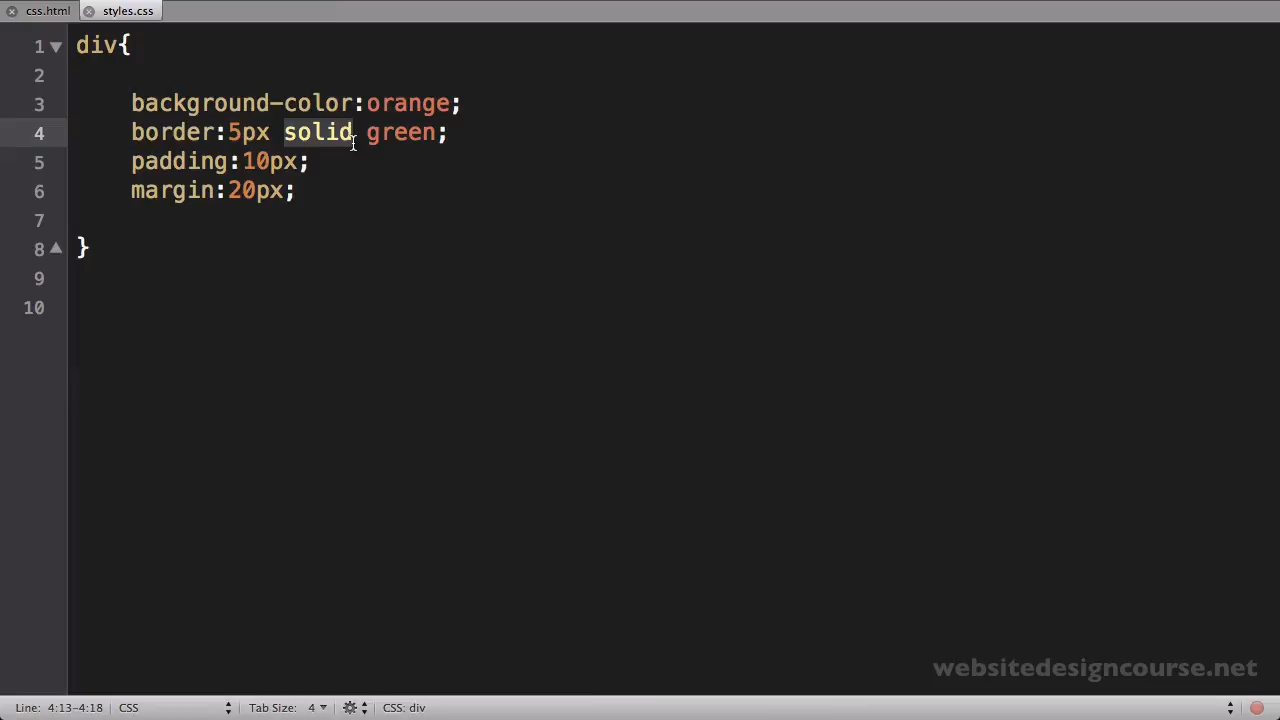 css.html styles.css
1 div{
2
3 background-color:orange;
4 border:5px solid green;
5 padding:10px;
6 margin:20px;
7
8 }
9
10
websitedesigncourse.net
Line: 4:13-4:18 CSS Tab Size: 4 CSS: div